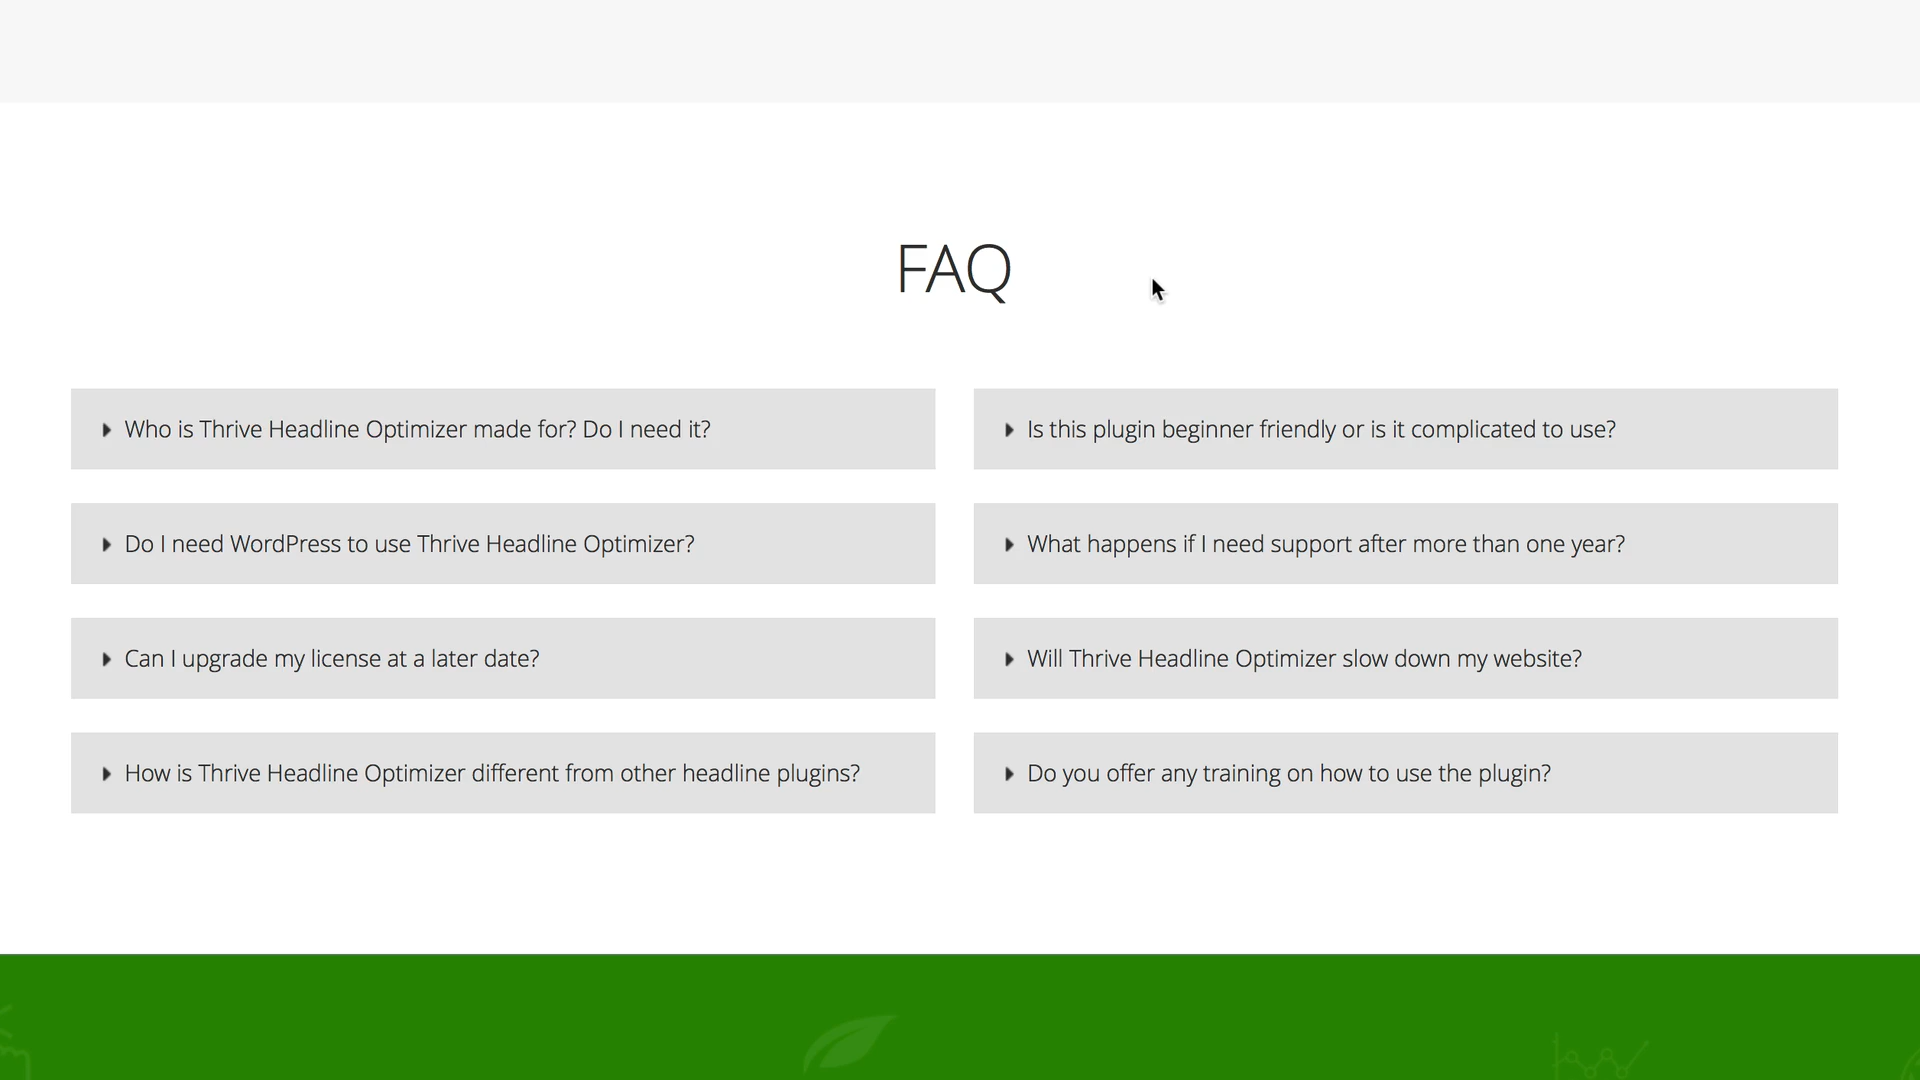 FAQ
Who is Thrive Headline Optimizer made for? Do I need it?
Is this plugin beginner friendly or is it complicated to use?
Do I need WordPress to use Thrive Headline Optimizer?
What happens if I need support after more than one year?
Can I upgrade my license at a later date?
Will Thrive Headline Optimizer slow down my website?
How is Thrive Headline Optimizer different from other headline plugins?
Do you offer any training on how to use the plugin?